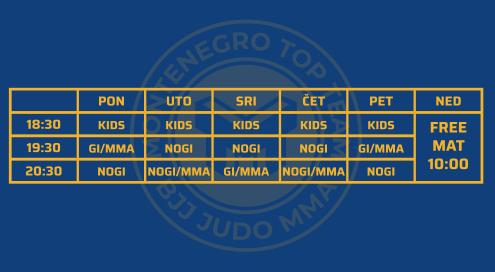 MONTENEGRO TOP TEAM
BJJ JUDO MMA
PON UTO SRI ČET PET NED
18:30 KIDS KIDS KIDS KIDS KIDS
19:30 GI/MMA NOGI NOGI NOGI GI/MMA
20:30 NOGI NOGI/MMA GI/MMA NOGI/MMA NOGI
FREE
MAT
10:00